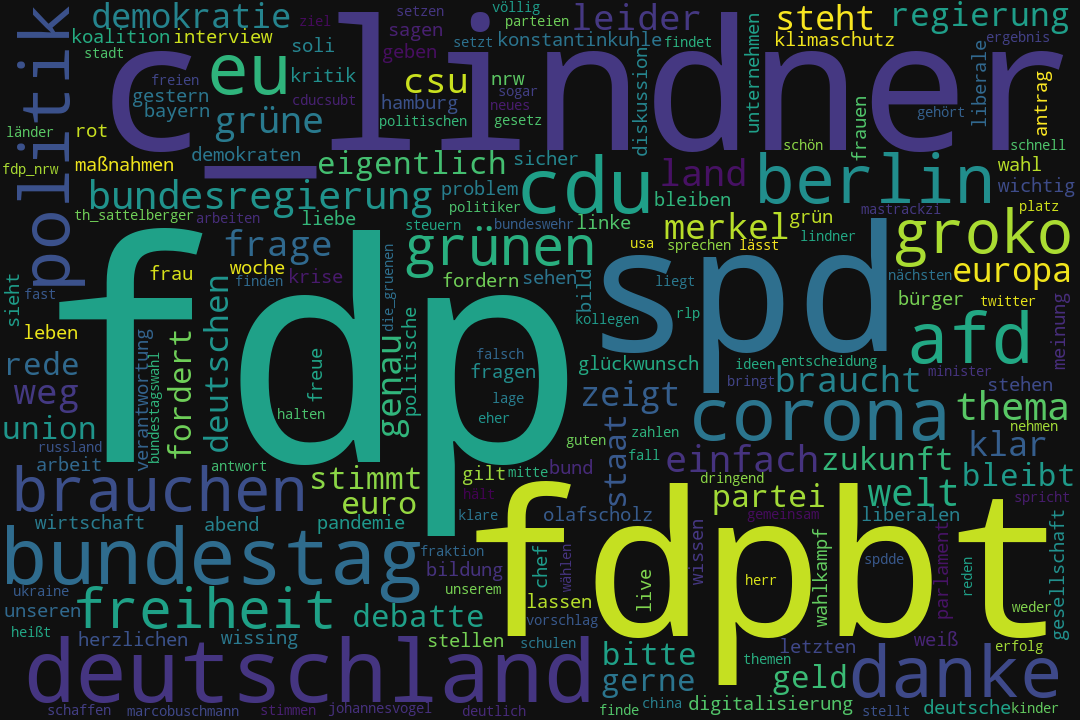 demokratie
ziel
setzen
völlig
parteien
leider
steht
regierung
koalition
interview
sagen
setzt
konstantinkuhle
findet
klimaschutz
ergebnis
stadt
soli
geben
politik
c_lindner
eu
kritik
csu
nrw
sogar
neues
unternehmen
liberale
antrag
freien
gestern
bayern
cducsubt
hamburg
politischen
gesetz
diskussion
frauen
gehört
grüne
länder
rot
schön
schnell
fdp_nrw
maßnahmen
demokraten
eigentlich
sicher
cdu
land
berlin
wahl
wichtig
bundesregierung
problem
bleiben
th_sattelberger
arbeiten
liebe
politiker
steuern
bundeswehr
linke
merkel
grün
mastrackzi
platz
frage
grünen
usa
sprechen
lässt
lindner
groko
frau
woche
finden
krise
fordern
sehen
bild
spd
liegt
nächsten
europa
sieht
fast
die_gruenen
kollegen
rlp
bürger
twitter
meinung
leben
fdp
deutschen
politische
afd
rede
verantwortung
bundestagswahl
fordert
freue
genau
falsch
fragen
glückwunsch
ideen
entscheidung
bringt
braucht
minister
stehen
weg
halten
lage
eher
zeigt
corona
thema
union
russland
arbeit
antwort
guten
staat
zahlen
nehmen
klar
fall
einfach
zukunft
bleibt
brauchen
stimmt
gilt
mitte
bund
dringend
euro
hält
partei
welt
spricht
wirtschaft
abend
pandemie
klare
olafscholz
gemeinsam
liberalen
bundestag
fraktion
fdpbt
chef
wählen
wissen
spdde
parlament
reden
gesellschaft
bildung
ukraine
unserem
live
herr
wahlkampf
unseren
freiheit
debatte
lassen
weder
heißt
vorschlag
herzlichen
wissing
stellen
schulen
bitte
letzten
weiß
erfolg
deutschland
themen
danke
gerne
geld
schaffen
marcobuschmann
stimmen
johannesvogel
deutlich
finde
china
digitalisierung
stellt
deutsche
kinder